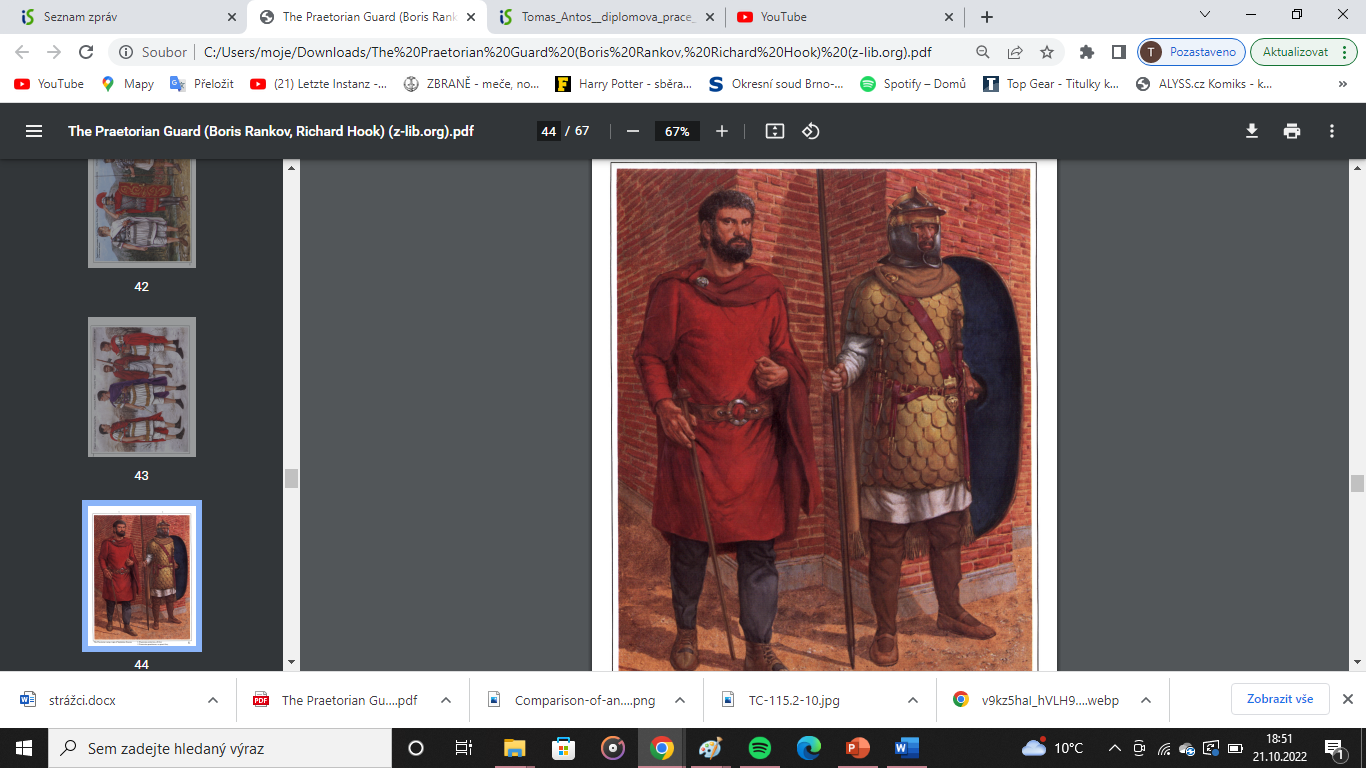 Seznam zpráv
The Praetorian Guard (Boris Rank
Tomas_Antos__diplomova_prace_
YouTube
Soubor
C:/Users/moje/Downloads/The%20Praetorian%20Guard%20(Boris%20Rankov,%20Richard%20Hook)%20(z-lib.org).pdf
T
Pozastaveno
Aktualizovat
YouTube
Mapy
Přeložit
(21) Letzte Instanz -...
ZBRANĚ - meče, no...
Harry Potter - sběra...
Okresní soud Brno-...
Spotify – Domů
Top Gear - Titulky k...
ALYSS.cz Komiks - k...
»
The Praetorian Guard (Boris Rankov, Richard Hook) (z-lib.org).pdf
44 / 67
67%
42
43
44
strážci.docx
The Praetorian Gu....pdf
Comparison-of-an....png
TC-115.2-10.jpg
v9kz5haI_hVLH9....webp
Zobrazit vše
Sem zadejte hledaný výraz
10°C
18:51
21.10.2022
1